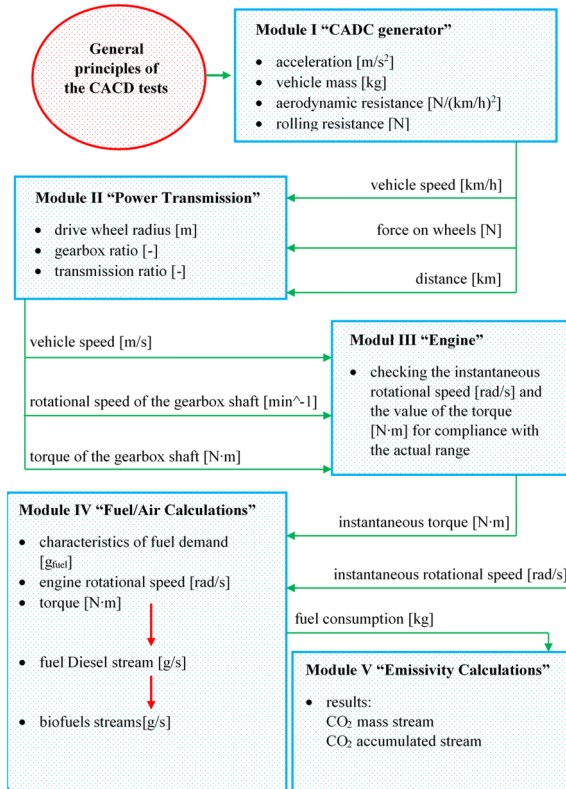 General
principles of
the CACD tests
Module I “CADC generator”
• acceleration [m/s²]
• vehicle mass [kg]
• aerodynamic resistance [N/(km/h)²]
• rolling resistance [N]
vehicle speed [km/h]
force on wheels [N]
distance [km]
Module II “Power Transmission”
• drive wheel radius [m]
• gearbox ratio [-]
• transmission ratio [-]
vehicle speed [m/s]
rotational speed of the gearbox shaft [min^-1]
torque of the gearbox shaft [N·m]
Moduł III “Engine”
• checking the instantaneous
rotational speed [rad/s] and
the value of the torque
[N·m] for compliance with
the actual range
instantaneous torque [N·m]
instantaneous rotational speed [rad/s]
Module IV “Fuel/Air Calculations”
• characteristics of fuel demand
[gfuel]
• engine rotational speed [rad/s]
• torque [N·m]
• fuel Diesel stream [g/s]
• biofuels streams[g/s]
fuel consumption [kg]
Module V “Emissivity Calculations”
• results:
CO₂ mass stream
CO₂ accumulated stream